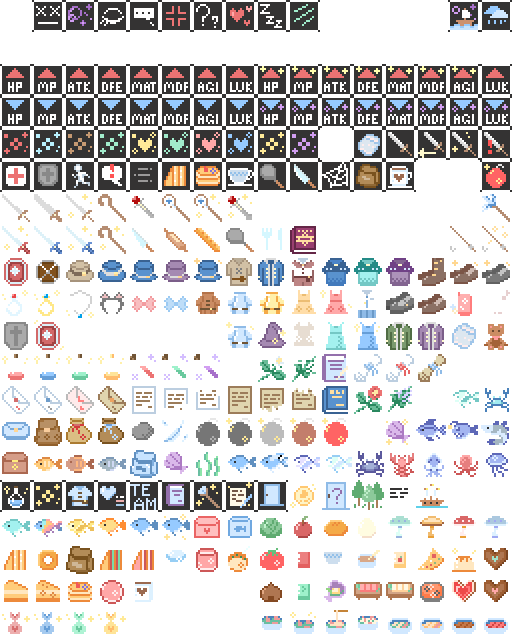 ZZZ
HP MP ATK DFE MAT MDF AGI LUK HP MP ATK DFE MAT MDF AGI LUK
HP MP ATK DFE MAT MDF AGI LUK HP MP ATK DFE MAT MDF AGI LUK
TE
AM
?